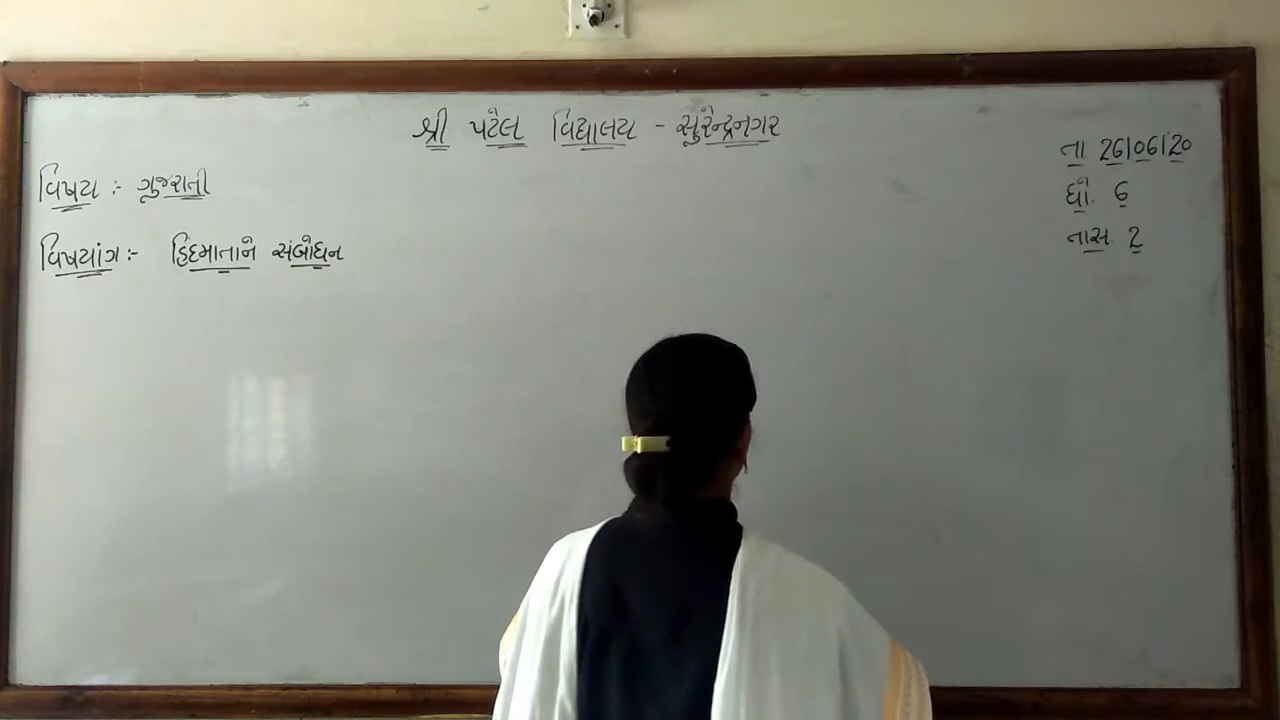 શ્રી પટેલ વિદ્યાલય - સુરેન્દ્રનગર
તા 26/06/20
વિષય :- ગુજરાતી
ધો. 6
વિષયાંગ :- હિંદમાતાને સંબોધન
તાસ. 2